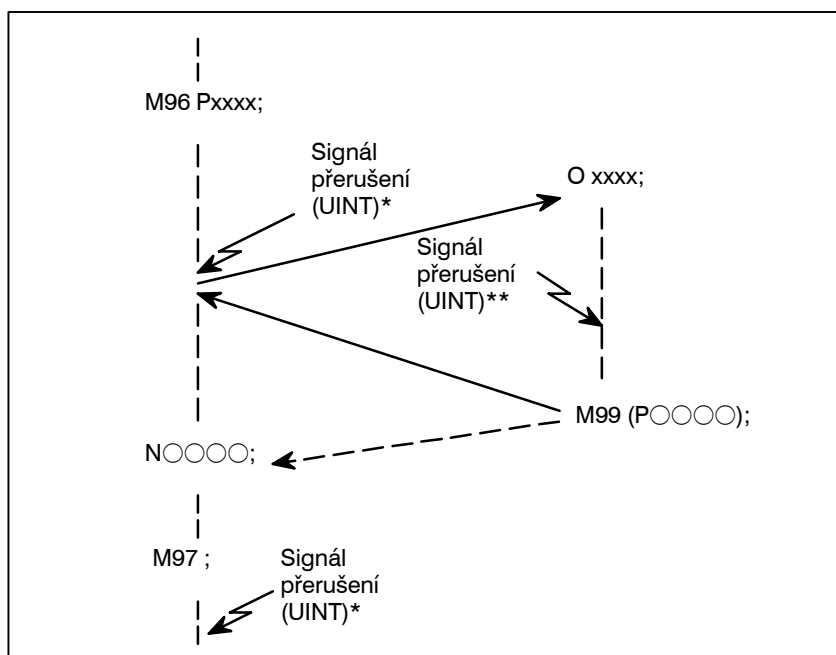 M96 Pxxxx;
Signál
přerušení
(UINT)*
O xxxx;
Signál
přerušení
(UINT)**
M99 (P○○○○);
N○○○○;
M97 ;
Signál
přerušení
(UINT)*